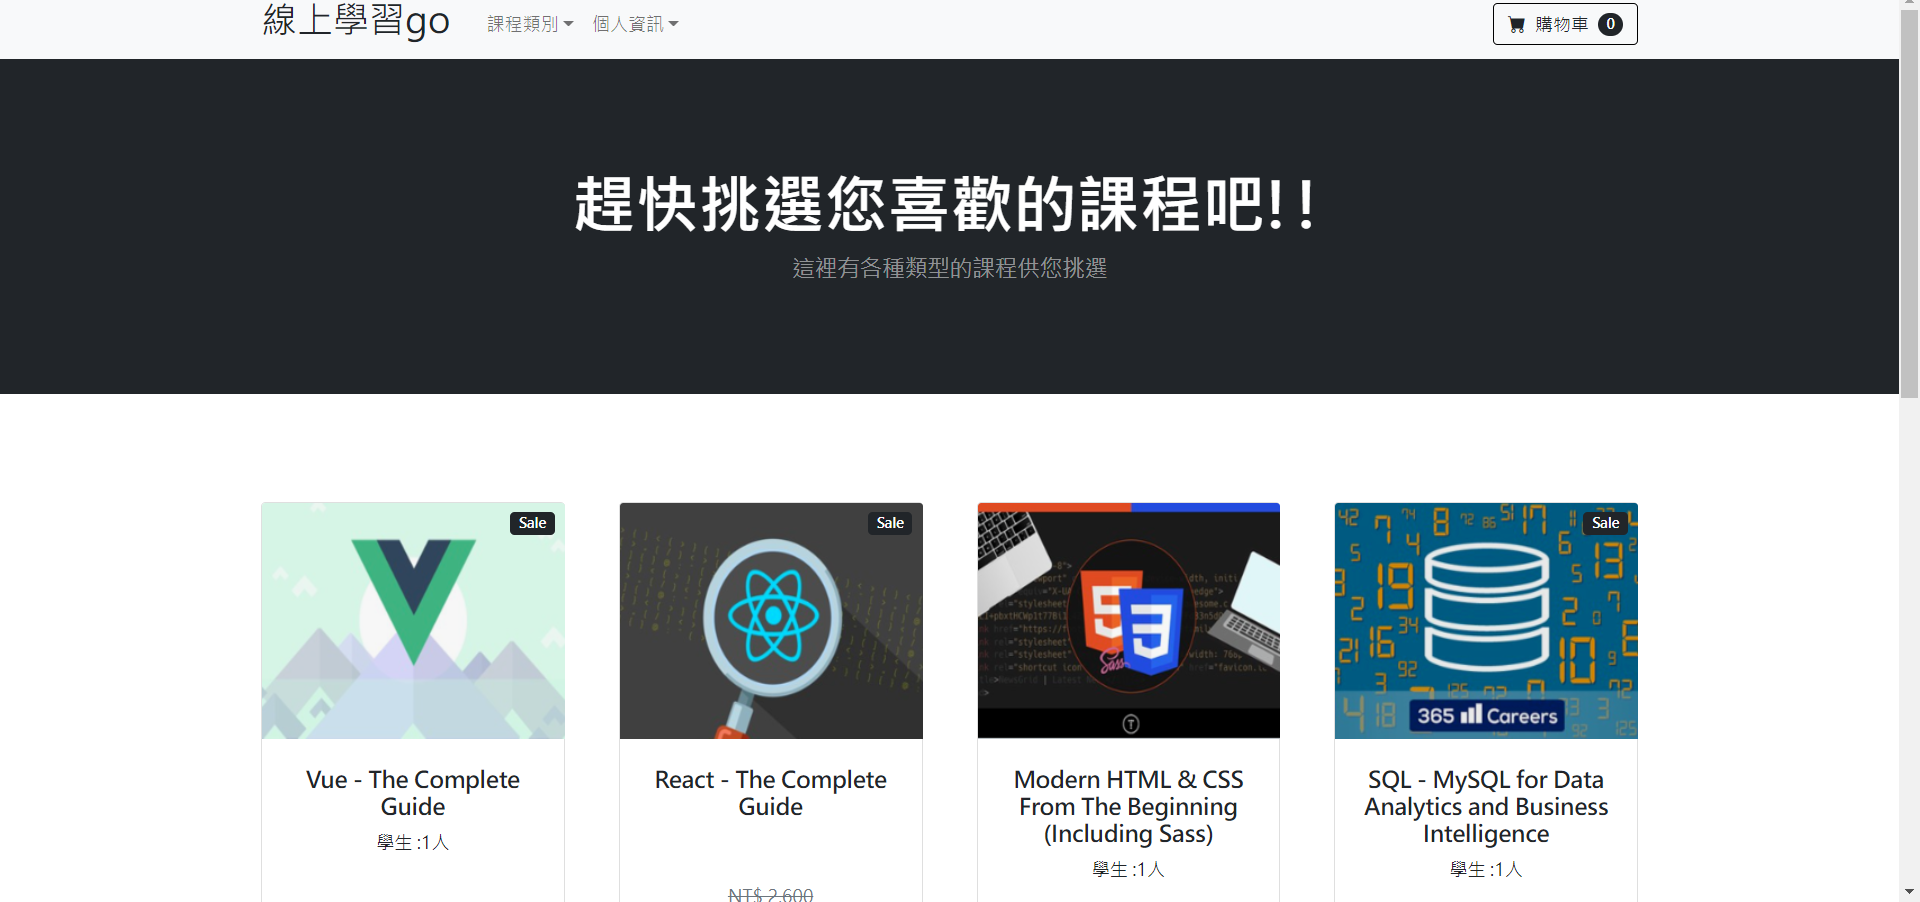 線上學習go
課程類別
個人資訊
購物車 0
趕快挑選您喜歡的課程吧!!
這裡有各種類型的課程供您挑選
Sale
Sale
Sale
365 Careers
Vue - The Complete
Guide
學生 :1人
React - The Complete
Guide
NT$ 2,600
Modern HTML & CSS
From The Beginning
(Including Sass)
學生 :1人
SQL - MySQL for Data
Analytics and Business
Intelligence
學生 :1人